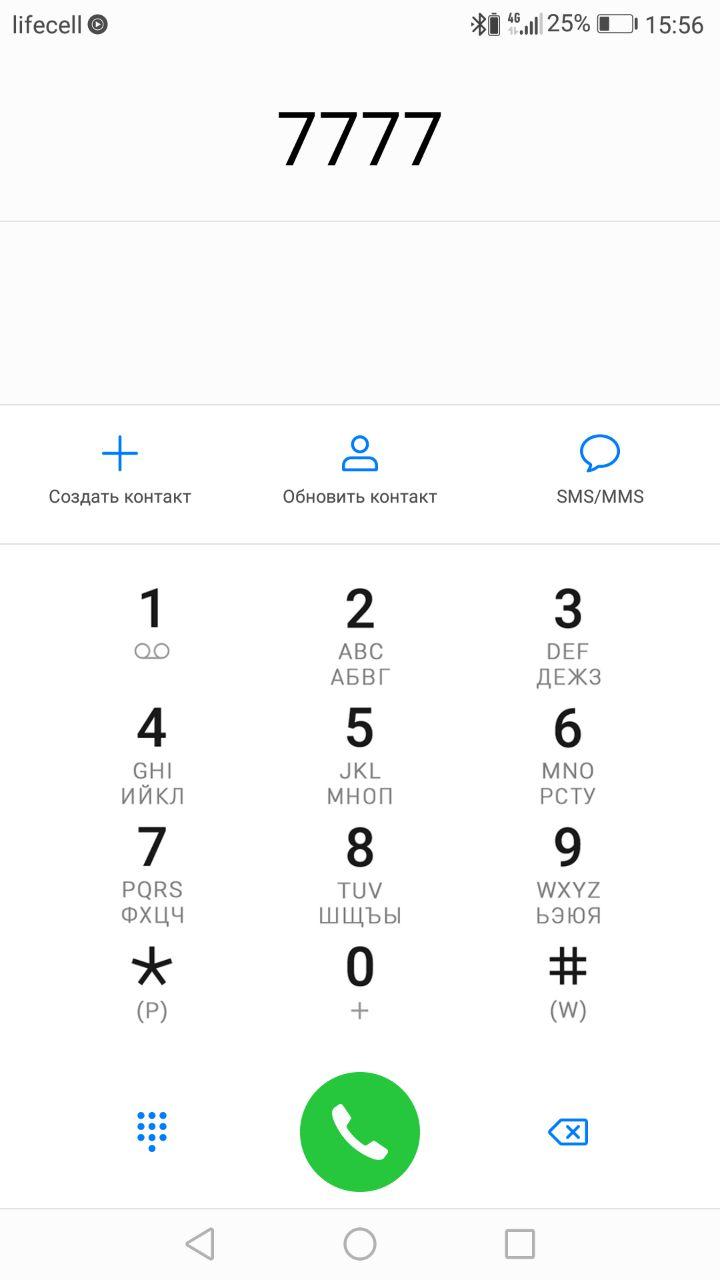 lifecell 4G 25% 15:56
7777
Создать контакт Обновить контакт SMS/MMS
1 2 3
ABC DEF
АБВГ ДЕЖЗ
4 5 6
GHI JKL MNO
ИЙКЛ МНОП РСТУ
7 8 9
PQRS TUV WXYZ
ФХЦЧ ШЩЪЫ ЬЭЮЯ
* 0 #
(P) + (W)